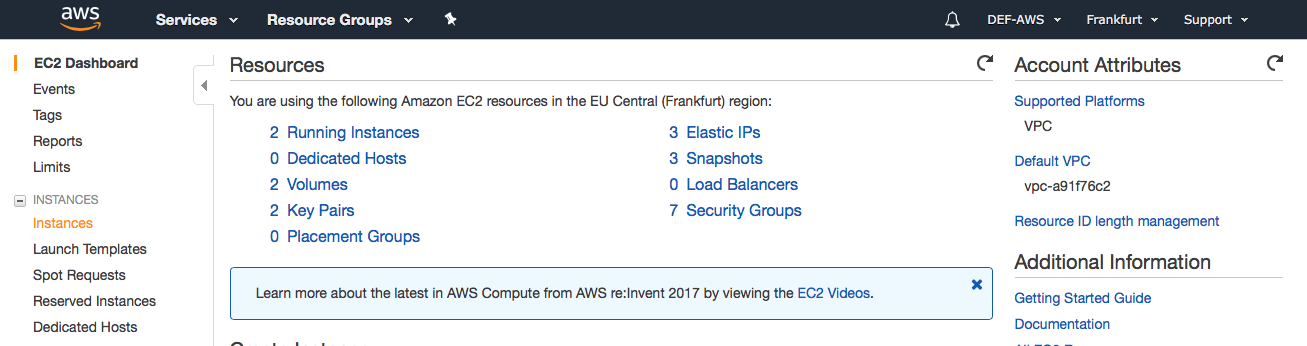 aws
Services
Resource Groups
DEF-AWS
Frankfurt
Support
EC2 Dashboard
Events
Tags
Reports
Limits
INSTANCES
Instances
Launch Templates
Spot Requests
Reserved Instances
Dedicated Hosts
Resources
You are using the following Amazon EC2 resources in the EU Central (Frankfurt) region:
2 Running Instances
0 Dedicated Hosts
2 Volumes
2 Key Pairs
0 Placement Groups
3 Elastic IPs
3 Snapshots
0 Load Balancers
7 Security Groups
Learn more about the latest in AWS Compute from AWS re:Invent 2017 by viewing the EC2 Videos.
Account Attributes
Supported Platforms
VPC
Default VPC
vpc-a91f76c2
Resource ID length management
Additional Information
Getting Started Guide
Documentation